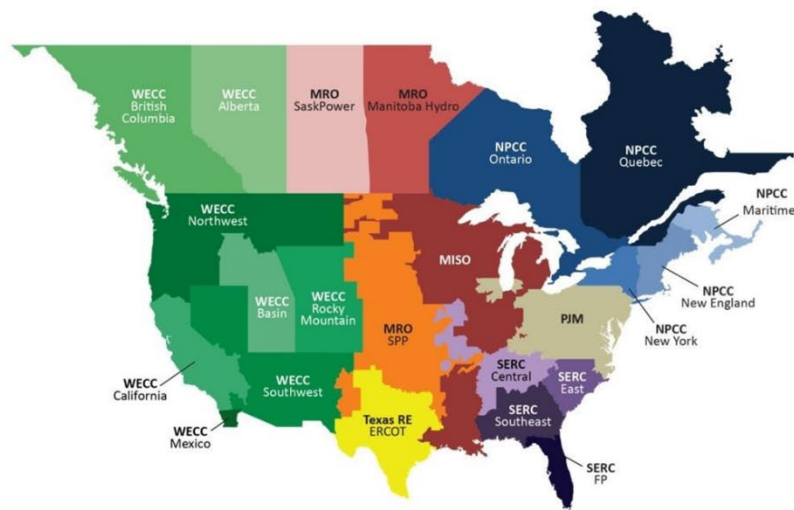 WECC
British
Columbia
WECC
Alberta
MRO
SaskPower
MRO
Manitoba Hydro
NPCC
Ontario
NPCC
Quebec
NPCC
Maritime
WECC
Northwest
MISO
NPCC
New England
WECC
Basin
WECC
Rocky
Mountain
MRO
SPP
PJM
NPCC
New York
WECC
California
WECC
Southwest
SERC
Central
SERC
East
WECC
Mexico
Texas RE
ERCOT
SERC
Southeast
SERC
FP